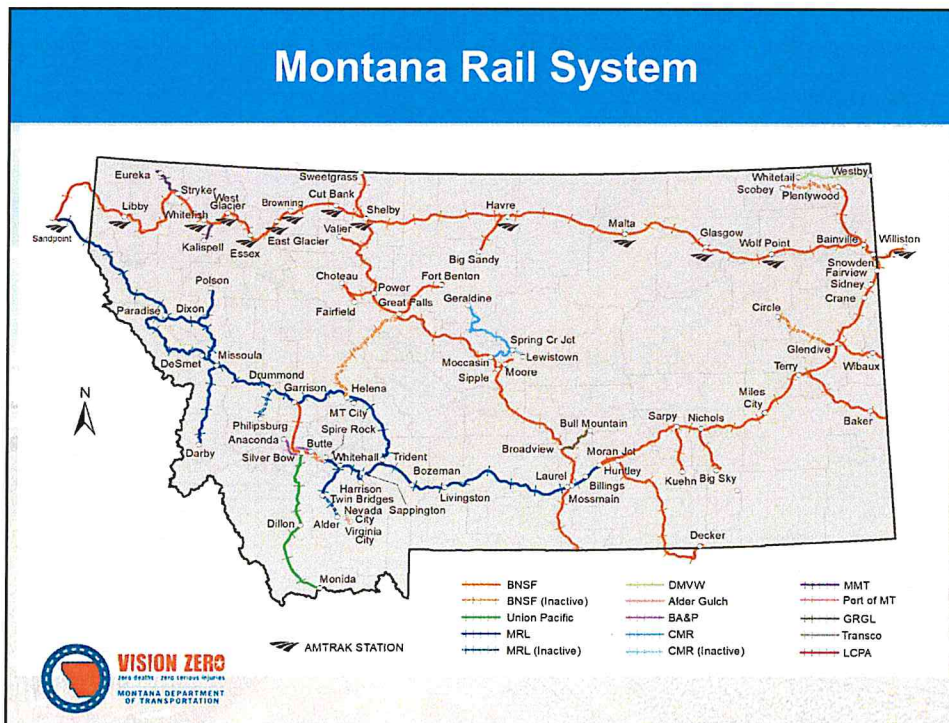 Montana Rail System
Eureka
Stryker
West
Glacier
Whitefish
Libby
Sandpoint
Kalispell
Essex
Browning
East Glacier
Cut Bank
Sweetgrass
Shelby
Valier
Havre
Big Sandy
Malta
Glasgow
Wolf Point
Whitetail
Westby
Scobey
Plentywood
Bainville
Williston
Snowden
Fairview
Sidney
Crane
Polson
Paradise
Dixon
DeSmet
Missoula
Choteau
Power
Fairfield
Great Falls
Fort Benton
Geraldine
Spring Cr Jct
Lewistown
Moccasin
Moore
Sipple
Circle
Glendive
Wibaux
Terry
Miles
City
Baker
Drummond
Garrison
Helena
MT City
Philipsburg
Spire Rock
Anaconda
Butte
Silver Bow
Whitehall
Trident
Darby
Harrison
Twin Bridges
Sappington
Nevada
City
Alder
Virginia
City
Dillon
Monida
Bozeman
Livingston
Laurel
Mossmain
Billings
Huntley
Moran Jct
Broadview
Bull Mountain
Sarpy
Nichols
Kuehn
Big Sky
Decker
N
AMTRAK STATION
BNSF
BNSF (Inactive)
Union Pacific
MRL
MRL (Inactive)
DMVW
Alder Gulch
BA&P
CMR
CMR (Inactive)
MMT
Port of MT
GRGL
Transco
LCPA
VISION ZERO
zero deaths · zero serious injuries
MONTANA DEPARTMENT
OF TRANSPORTATION